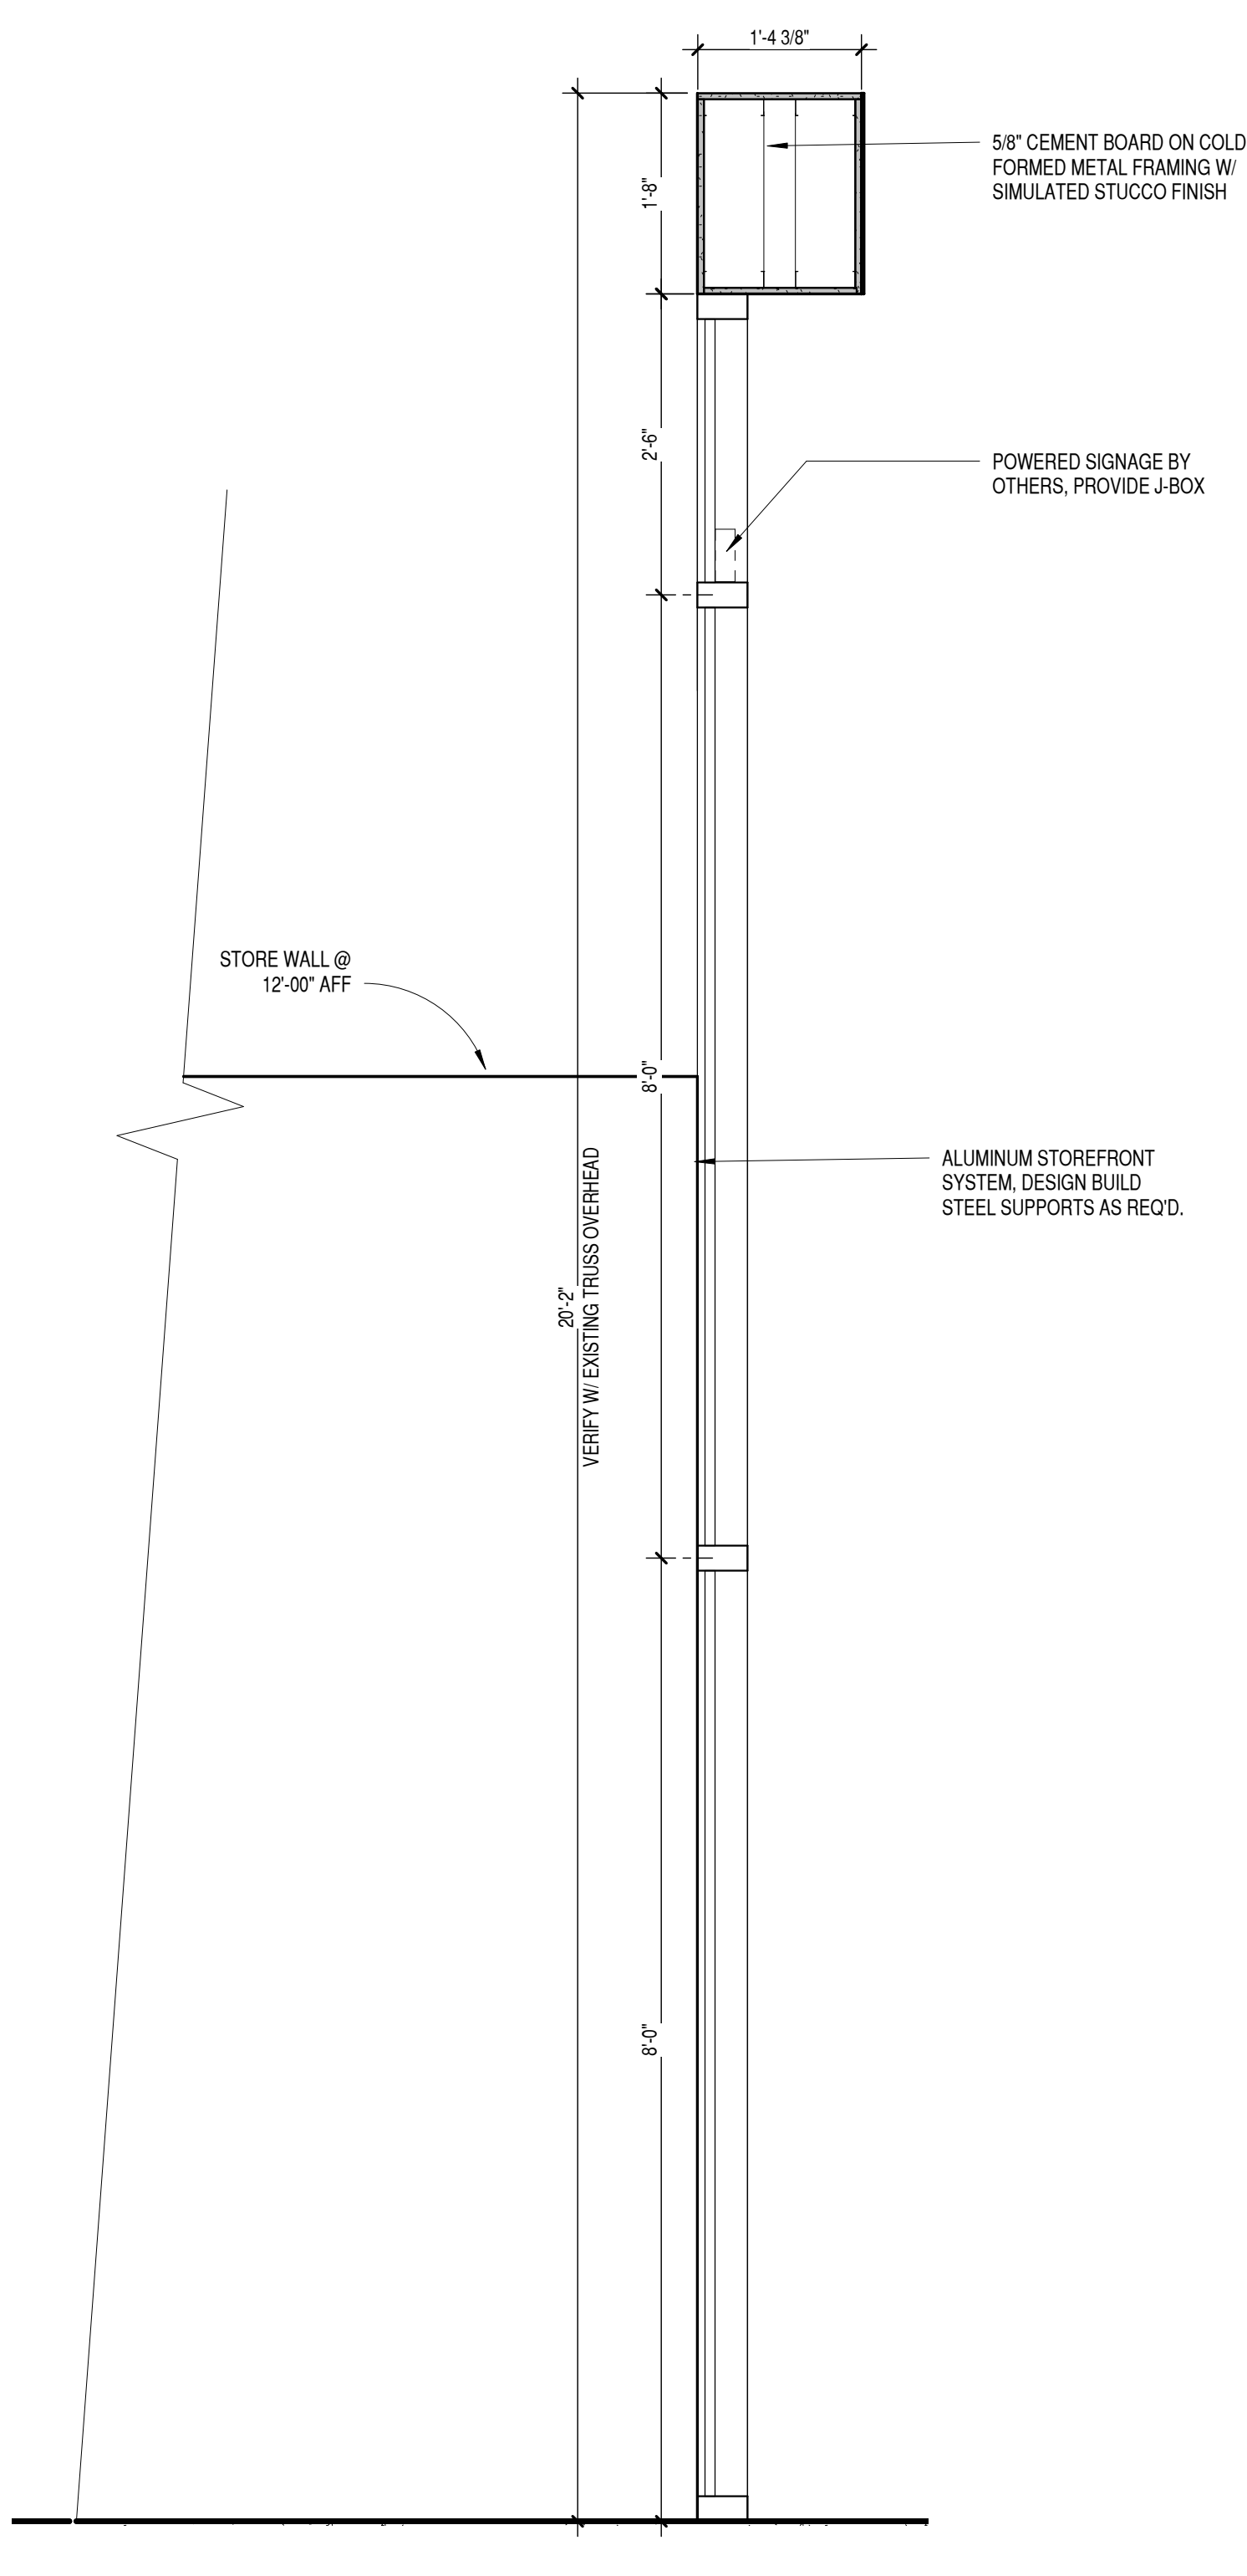 1'-4 3/8"
5/8" CEMENT BOARD ON COLD
FORMED METAL FRAMING W/
SIMULATED STUCCO FINISH
1'-8"
2'-6"
POWERED SIGNAGE BY
OTHERS, PROVIDE J-BOX
STORE WALL @
12'-00" AFF
8'-0"
ALUMINUM STOREFRONT
SYSTEM, DESIGN BUILD
STEEL SUPPORTS AS REQ'D.
20'-2"
VERIFY W/ EXISTING TRUSS OVERHEAD
8'-0"